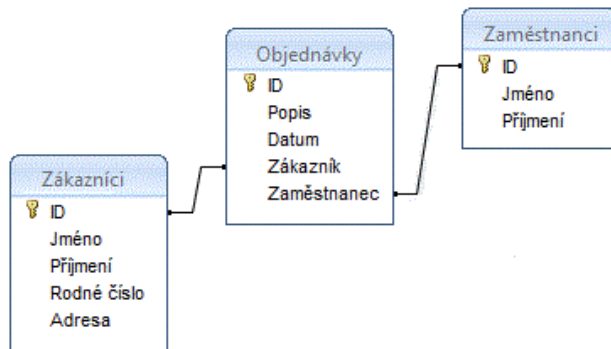 Zákazníci
ID
Jméno
Příjmení
Rodné číslo
Adresa
Objednávky
ID
Popis
Datum
Zákazník
Zaměstnanec
Zaměstnanci
ID
Jméno
Příjmení